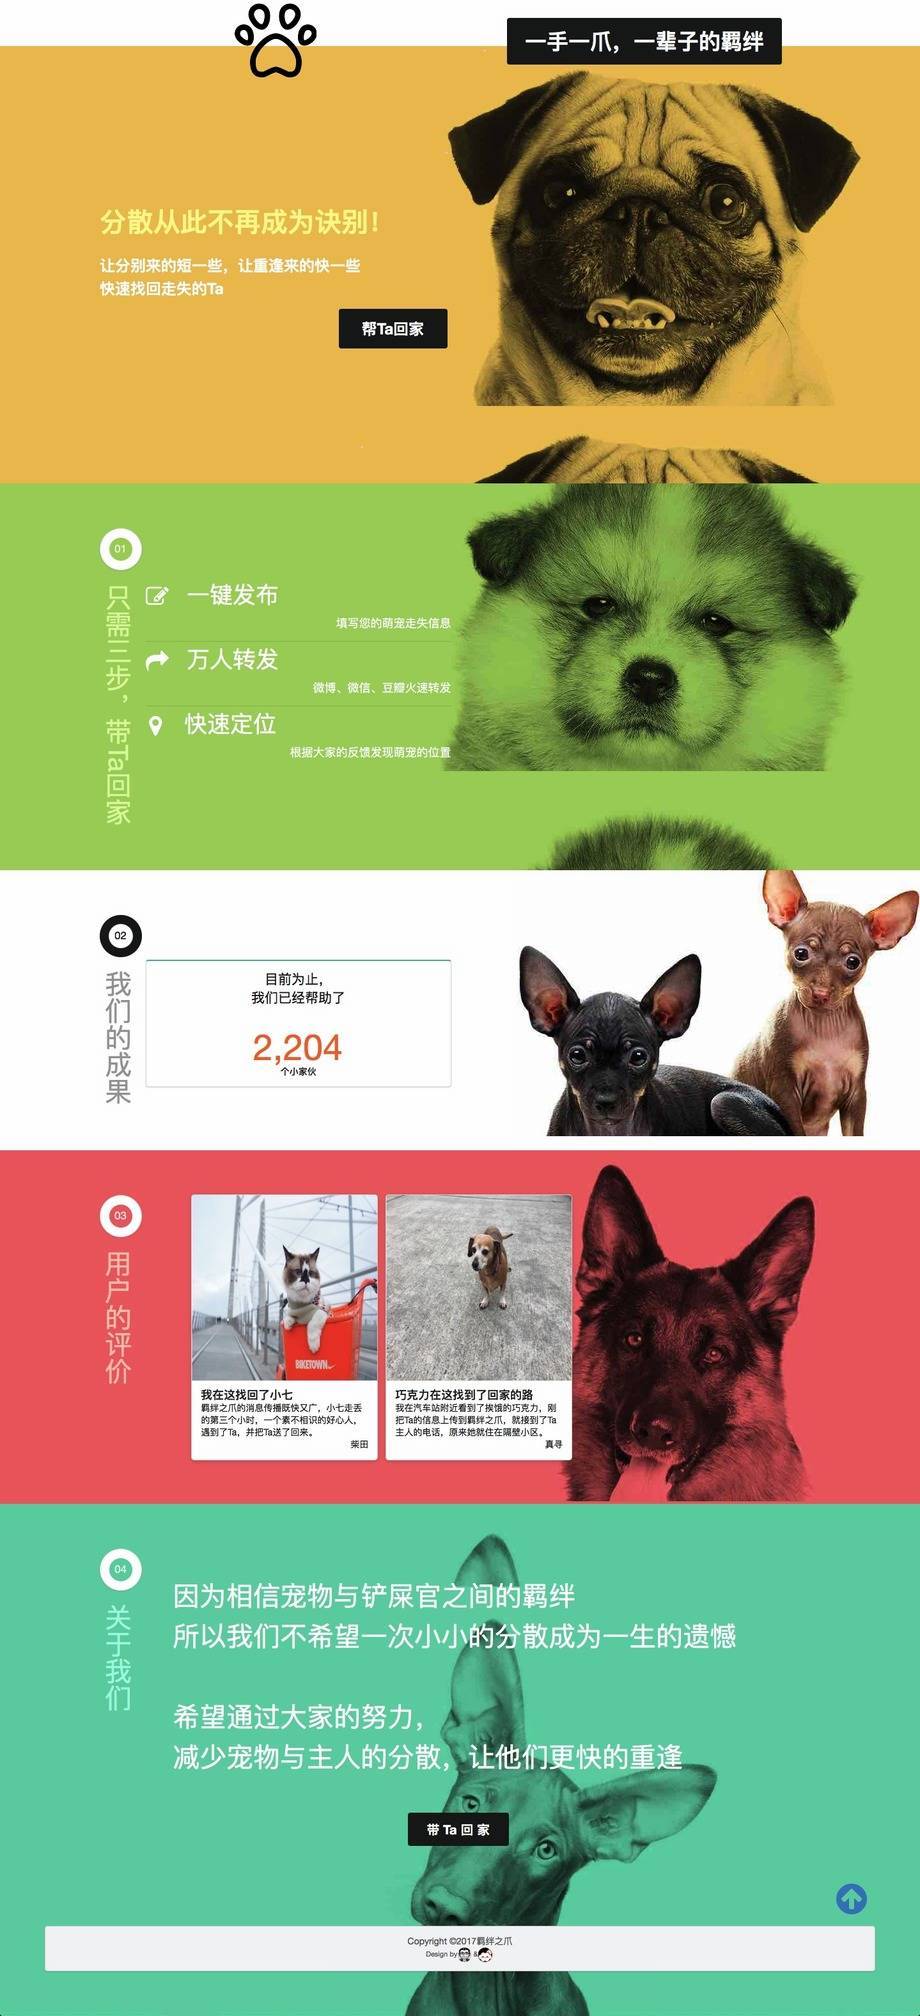 一手一爪，一辈子的羁绊
分散从此不再成为诀别！
让分别来的短一些，让重逢来的快一些
快速找回走失的Ta
帮Ta回家
01
只需三步，带Ta回家
一键发布
填写您的萌宠走失信息
万人转发
微博、微信、豆瓣火速转发
快速定位
根据大家的反馈发现萌宠的位置
02
我们的成果
目前为止，
我们已经帮助了
2,204
个小家伙
03
用户的评价
BIKETOWN
我在这找回了小七
羁绊之爪的消息传播既快又广，小七走丢
的第三个小时，一个素不相识的好心人，
遇到了Ta，并把Ta送了回来。
柴田
巧克力在这找到了回家的路
我在汽车站附近看到了挨饿的巧克力，刚
把Ta的信息上传到羁绊之爪，就接到了Ta
主人的电话，原来她就住在隔壁小区。
真寻
04
关于我们
因为相信宠物与铲屎官之间的羁绊
所以我们不希望一次小小的分散成为一生的遗憾
希望通过大家的努力，
减少宠物与主人的分散，让他们更快的重逢
带 Ta 回 家
Copyright ©2017羁绊之爪
Design by &